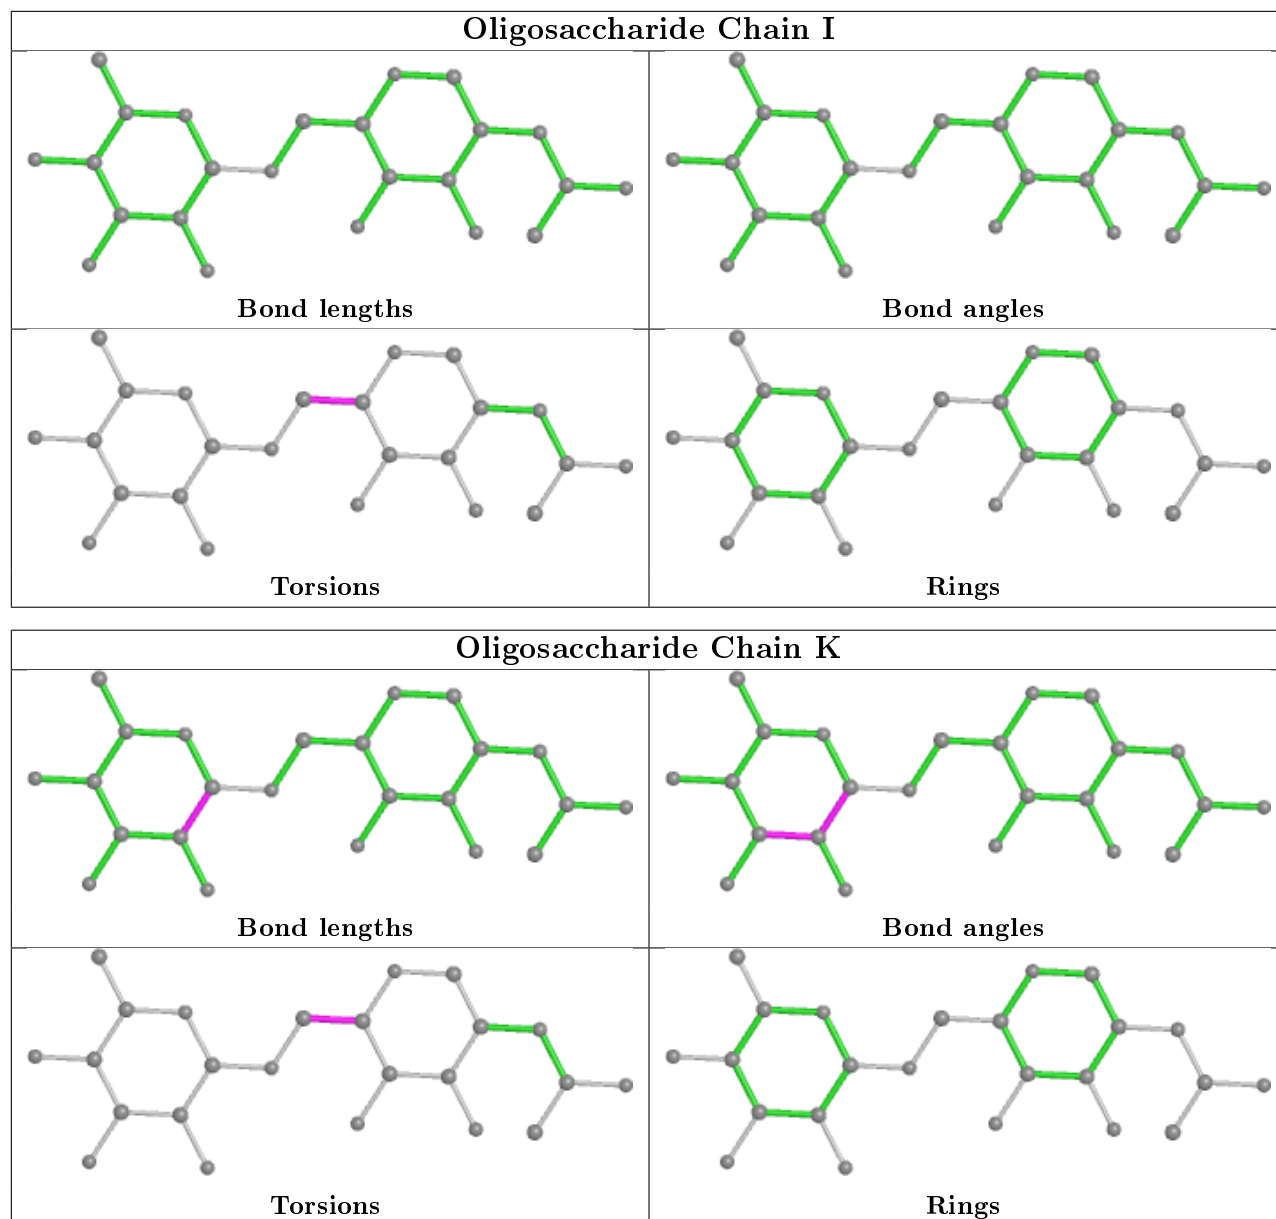 Oligosaccharide Chain I
Bond lengths
Bond angles
Torsions
Rings
Oligosaccharide Chain K
Bond lengths
Bond angles
Torsions
Rings